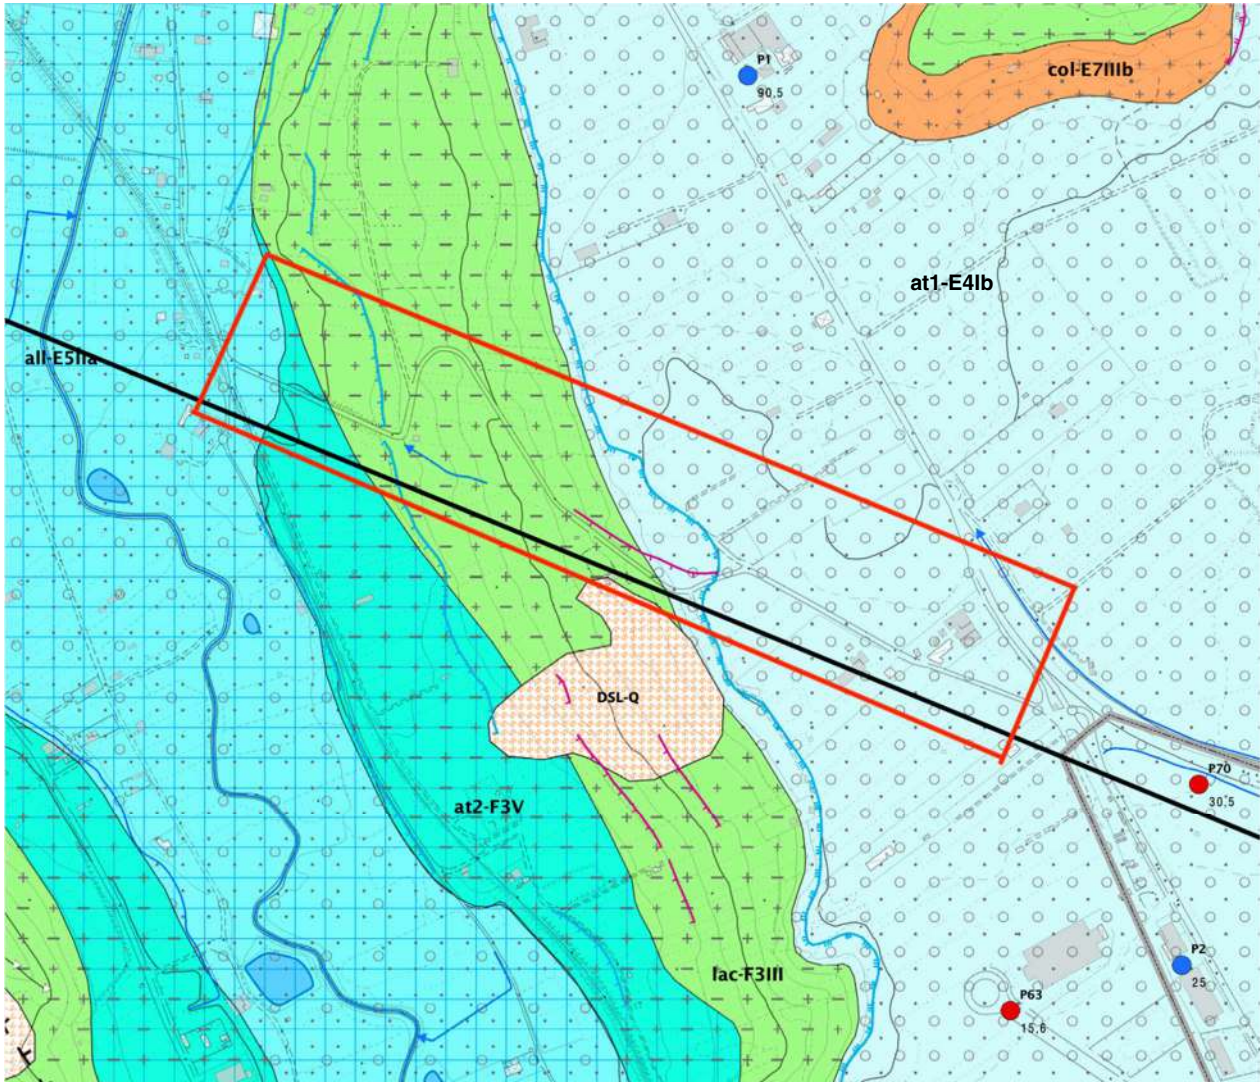 P1
90,5
col-E7IIIb
at1-E4Ib
all-E5IIa
DSL-Q
P70
30,5
at2-F3V
P2
25
lac-F3III
P63
15,6